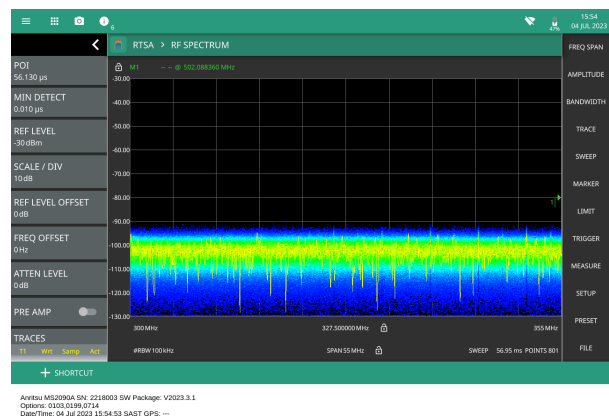 6
47%
15:54
04 JUL 2023
RTSA > RF SPECTRUM
FREQ SPAN
AMPLITUDE
BANDWIDTH
TRACE
SWEEP
MARKER
LIMIT
TRIGGER
MEASURE
SETUP
PRESET
FILE
POI
56.130 µs
MIN DETECT
0.010 µs
REF LEVEL
-30 dBm
SCALE / DIV
10 dB
REF LEVEL OFFSET
0 dB
FREQ OFFSET
0 Hz
ATTEN LEVEL
0 dB
PRE AMP
TRACES
T1 Wrt Samp Act
M1 -- @ 502.088360 MHz
-30.00
-40.00
-50.00
-60.00
-70.00
-80.00
-90.00
-100.00
-110.00
-120.00
-130.00
1
300 MHz 327.500000 MHz 355 MHz
#RBW 100 kHz SPAN 55 MHz SWEEP 56.95 ms POINTS 801
+ SHORTCUT
Anritsu MS2090A SN: 2218003 SW Package: V2023.3.1
Options: 0103,0199,0714
Date/Time: 04 Jul 2023 15:54:53 SAST GPS: ---